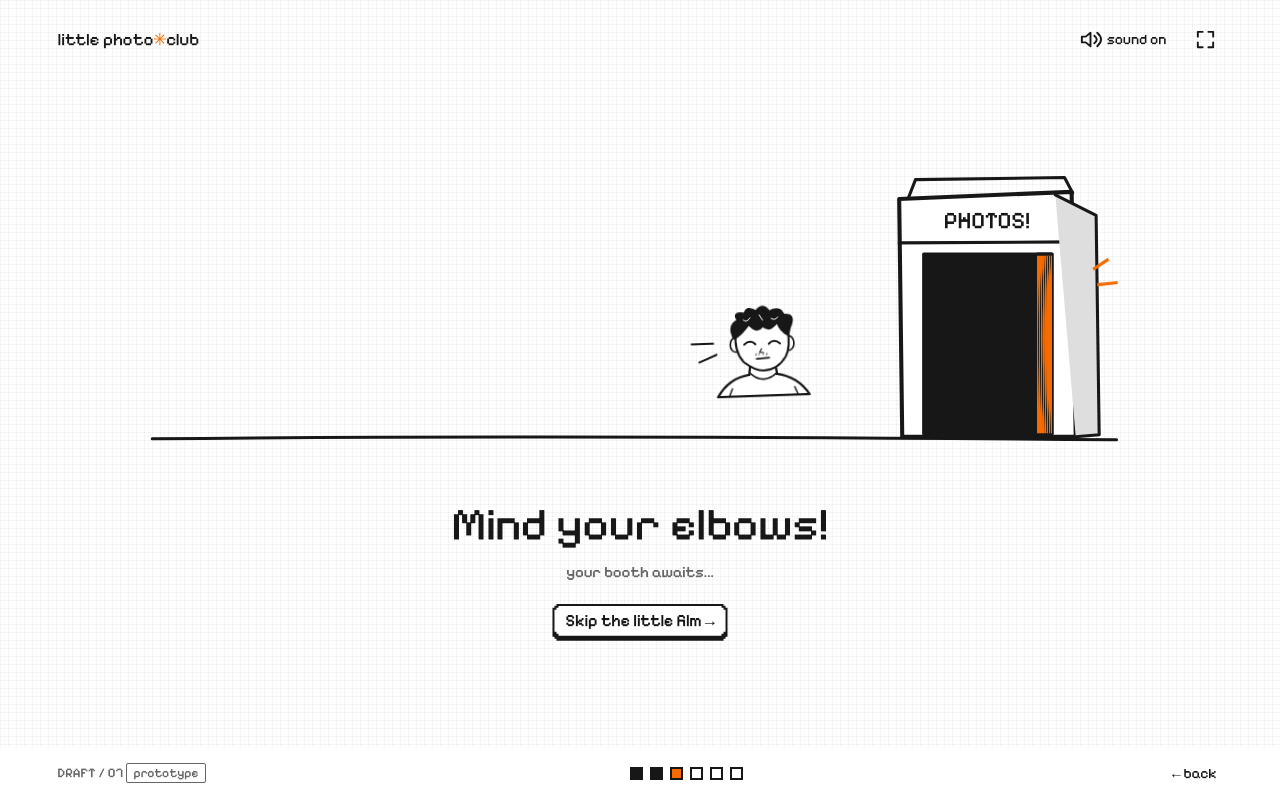 little photo✳club
sound on
PHOTOS!
Mind your elbows!
your booth awaits...
Skip the little film →
DRAFT / 07 prototype
←back